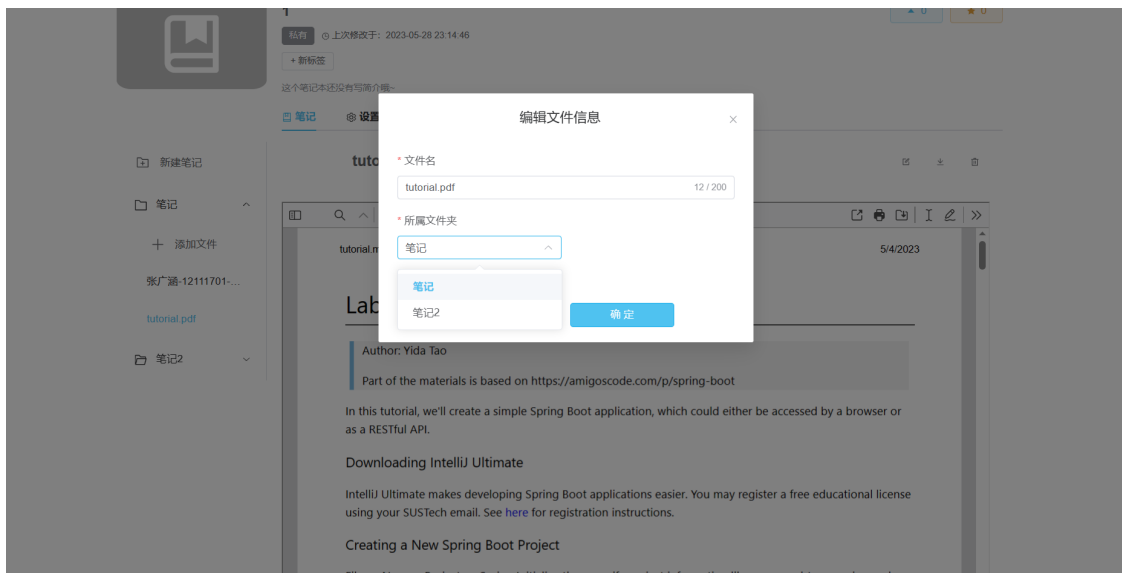 1
0
0
私有
上次修改于：2023-05-28 23:14:46
+ 新标签
这个笔记本还没有写简介哦~
笔记
设置
编辑文件信息
* 文件名
tutorial.pdf
12 / 200
* 所属文件夹
笔记
笔记
笔记2
确 定
新建笔记
笔记
添加文件
张广涵-12111701-...
tutorial.pdf
笔记2
tuto
tutorial.m
5/4/2023
Lab
Author: Yida Tao
Part of the materials is based on https://amigoscode.com/p/spring-boot
In this tutorial, we'll create a simple Spring Boot application, which could either be accessed by a browser or
as a RESTful API.
Downloading IntelliJ Ultimate
IntelliJ Ultimate makes developing Spring Boot applications easier. You may register a free educational license
using your SUSTech email. See here for registration instructions.
Creating a New Spring Boot Project